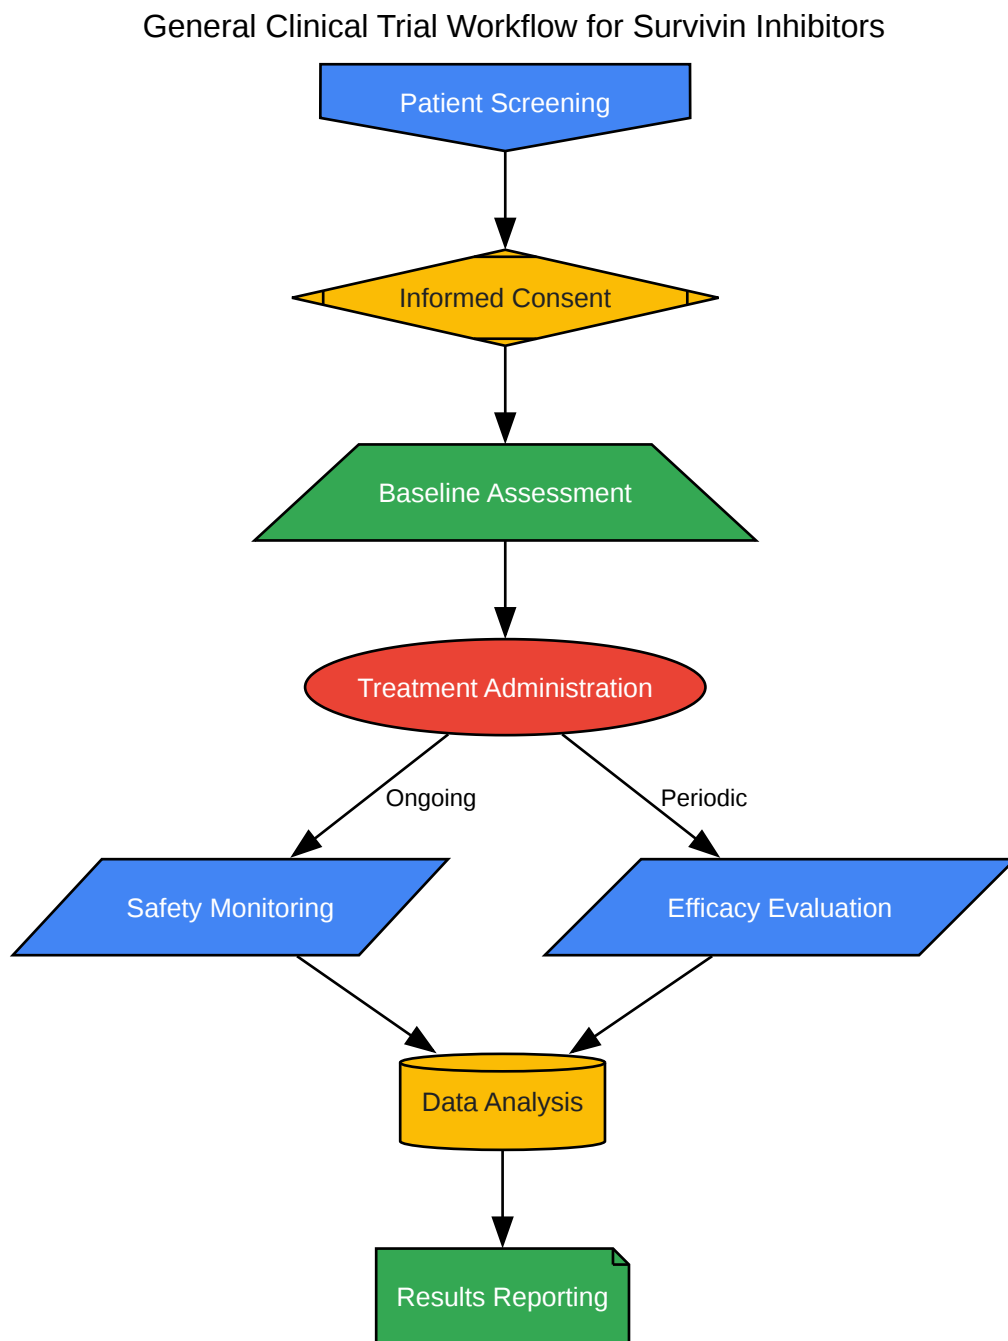 General Clinical Trial Workflow for Survivin Inhibitors
Patient Screening
Informed Consent
Baseline Assessment
Treatment Administration
Ongoing
Periodic
Safety Monitoring
Efficacy Evaluation
Data Analysis
Results Reporting